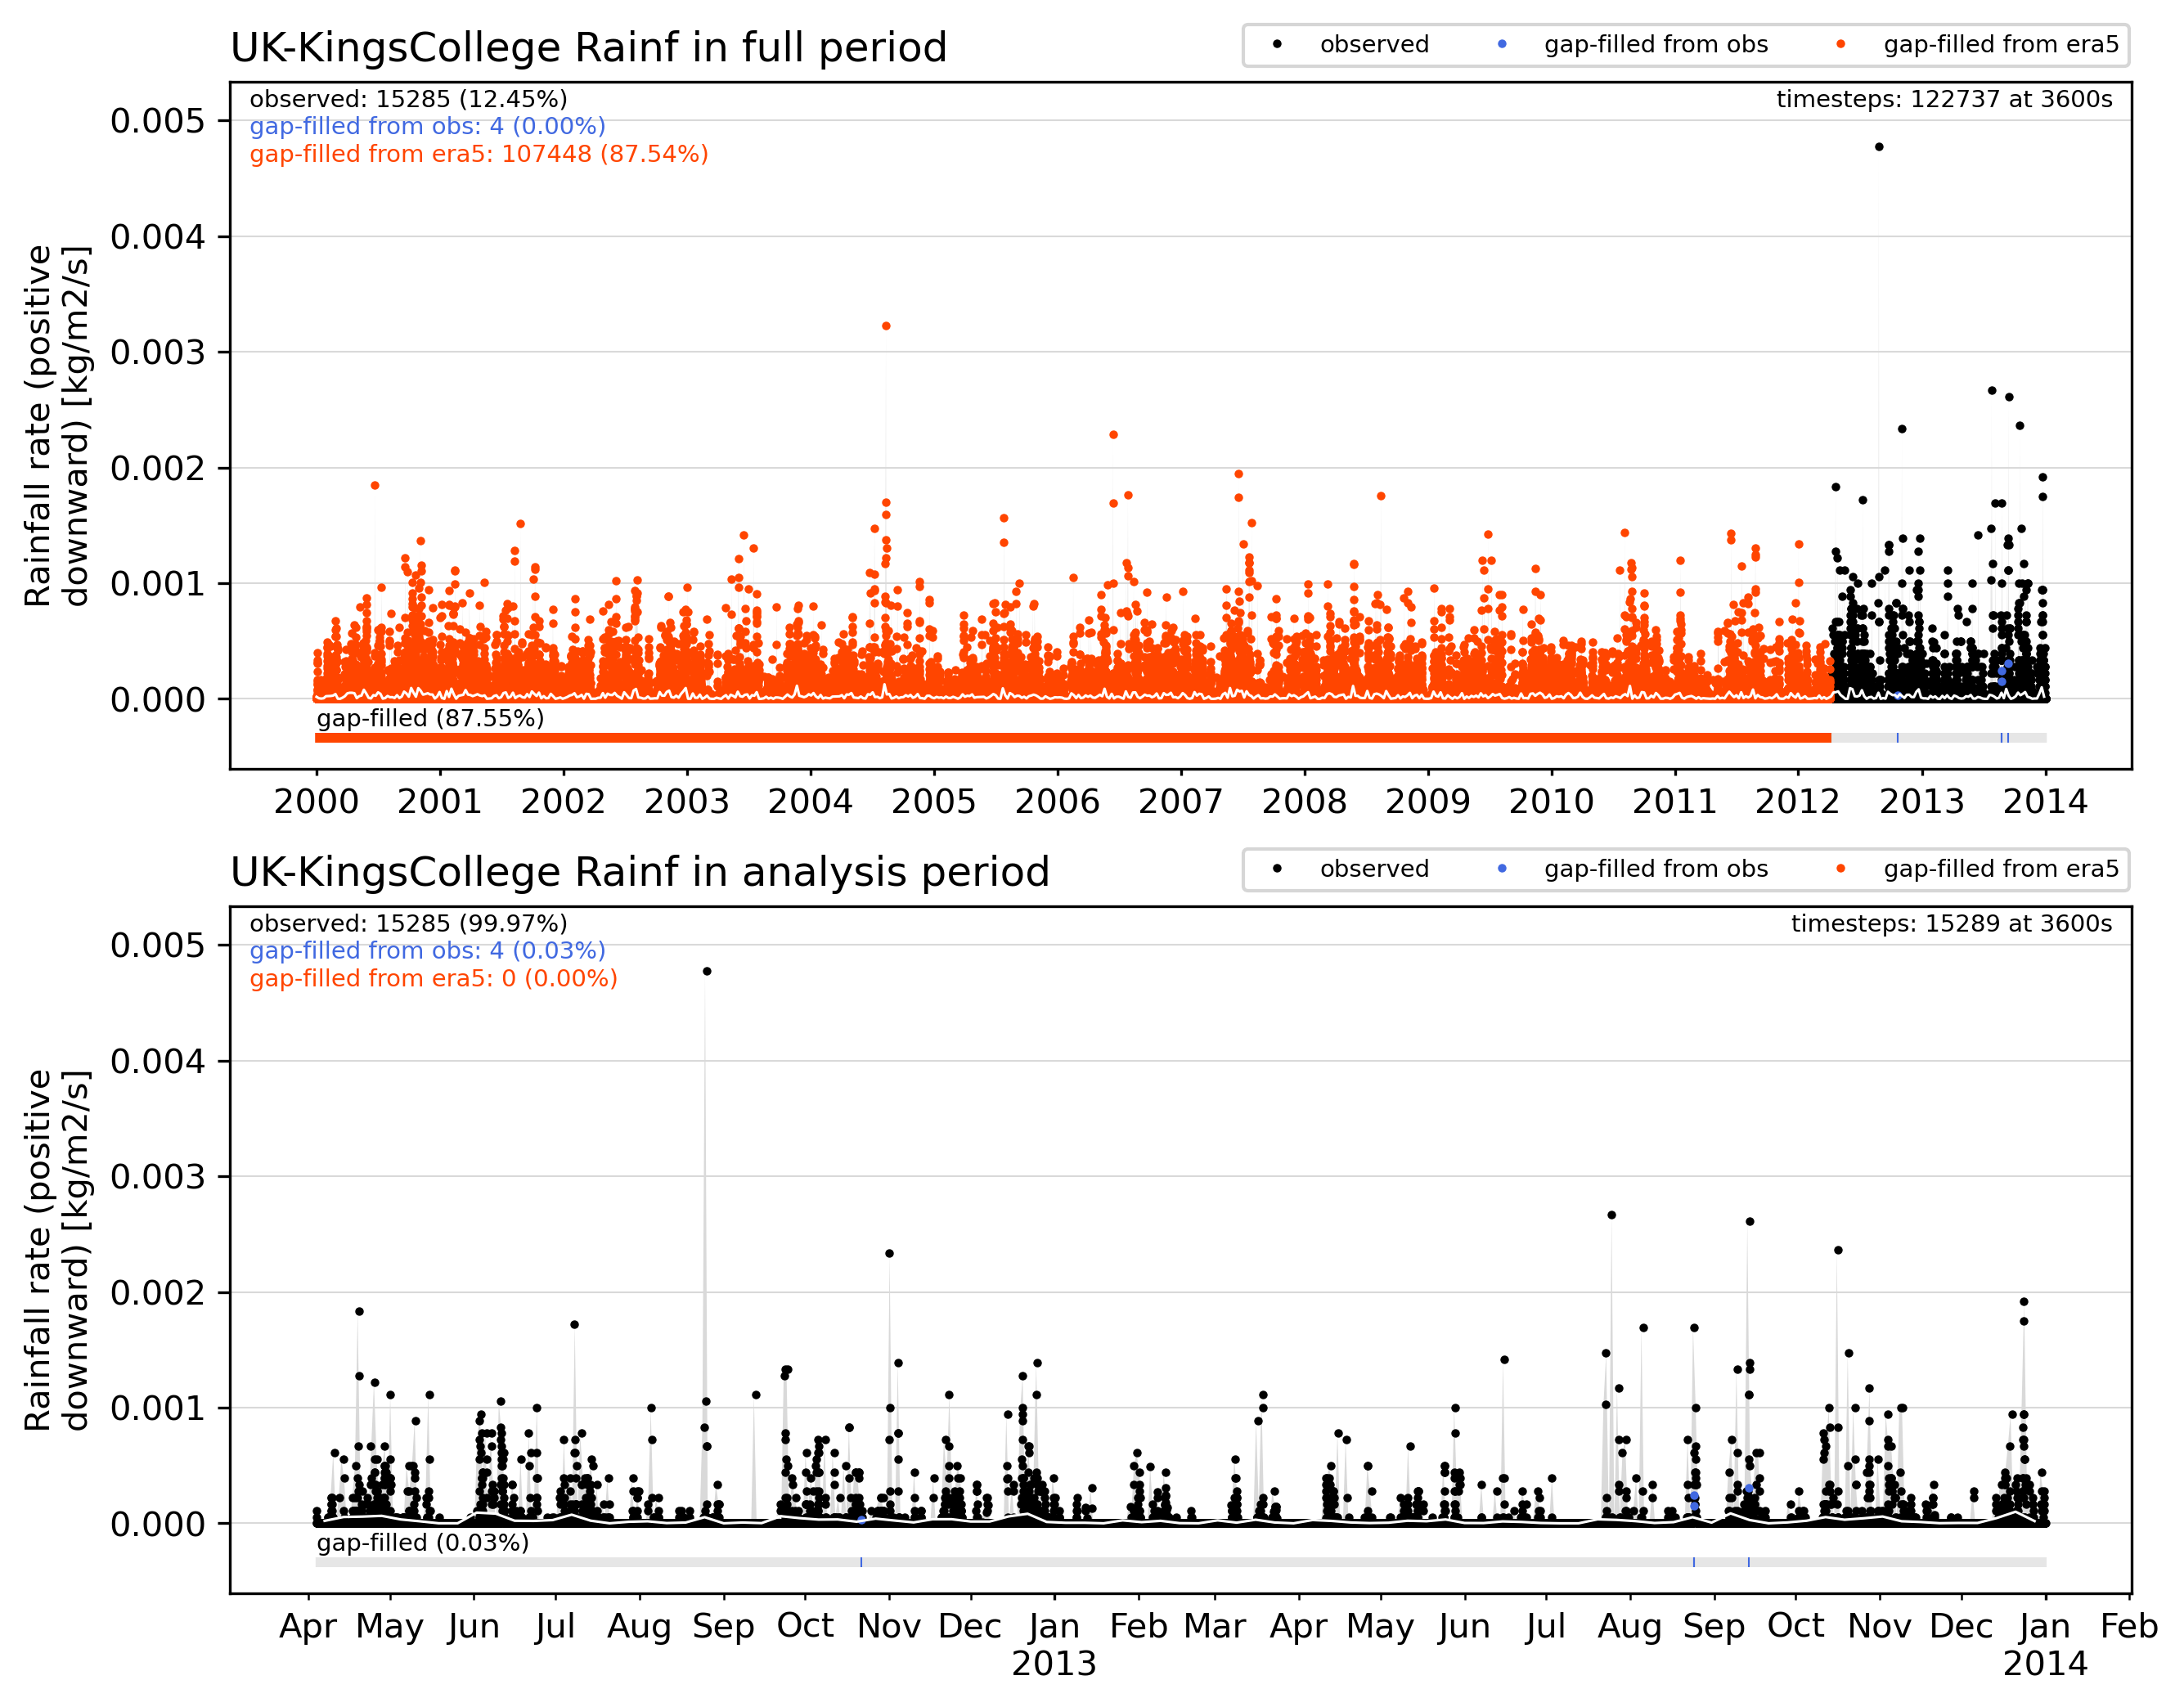 UK-KingsCollege Rainf in full period
observed
gap-filled from obs
gap-filled from era5
observed: 15285 (12.45%)
gap-filled from obs: 4 (0.00%)
gap-filled from era5: 107448 (87.54%)
timesteps: 122737 at 3600s
Rainfall rate (positive
downward) [kg/m2/s]
0.005
0.004
0.003
0.002
0.001
0.000
gap-filled (87.55%)
2000 2001 2002 2003 2004 2005 2006 2007 2008 2009 2010 2011 2012 2013 2014
UK-KingsCollege Rainf in analysis period
observed
gap-filled from obs
gap-filled from era5
observed: 15285 (99.97%)
gap-filled from obs: 4 (0.03%)
gap-filled from era5: 0 (0.00%)
timesteps: 15289 at 3600s
Rainfall rate (positive
downward) [kg/m2/s]
0.005
0.004
0.003
0.002
0.001
0.000
gap-filled (0.03%)
Apr May Jun Jul Aug Sep Oct Nov Dec Jan Feb Mar Apr May Jun Jul Aug Sep Oct Nov Dec Jan Feb
2013 2014